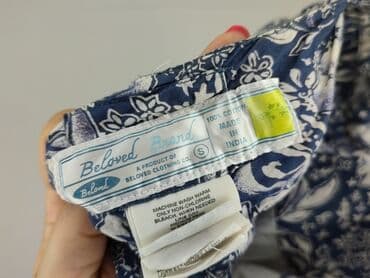 Beloved Brand
A PRODUCT OF
BELOVED CLOTHING CO.
Beloved
S
100% COTTON
MADE
IN
INDIA
MACHINE WASH WARM
ONLY NON-CHLORINE
BLEACH, WHEN NEEDED